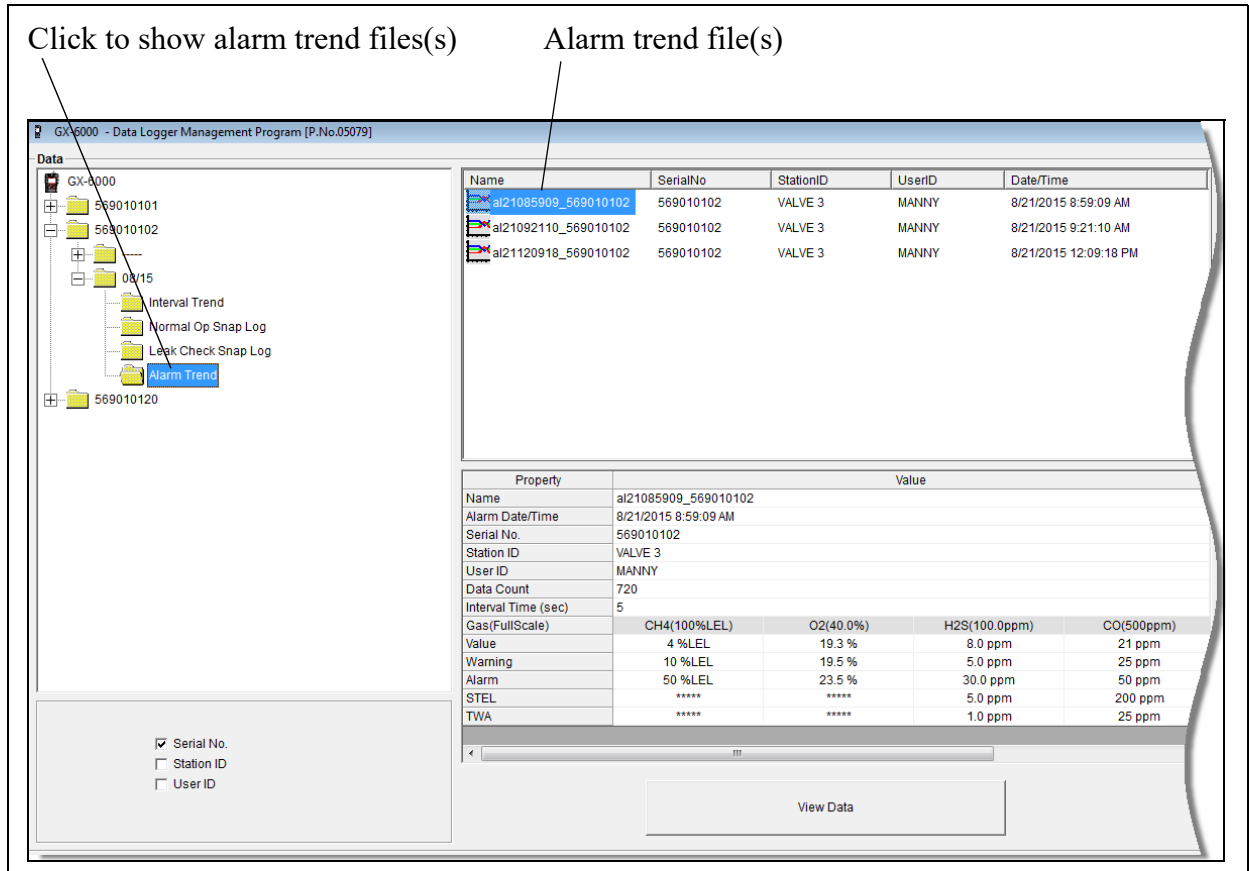 Click to show alarm trend files(s) Alarm trend file(s)
GX-6000 - Data Logger Management Program [P.No.05079]
Data
GX-6000
569010101
569010102
-----
08/15
Interval Trend
Normal Op Snap Log
Leak Check Snap Log
Alarm Trend
569010120
Name SerialNo StationID UserID Date/Time
al21085909_569010102 569010102 VALVE 3 MANNY 8/21/2015 8:59:09 AM
al21092110_569010102 569010102 VALVE 3 MANNY 8/21/2015 9:21:10 AM
al21120918_569010102 569010102 VALVE 3 MANNY 8/21/2015 12:09:18 PM
Property Value
Name al21085909_569010102
Alarm Date/Time 8/21/2015 8:59:09 AM
Serial No. 569010102
Station ID VALVE 3
User ID MANNY
Data Count 720
Interval Time (sec) 5
Gas(FullScale) CH4(100%LEL) O2(40.0%) H2S(100.0ppm) CO(500ppm)
Value 4 %LEL 19.3 % 8.0 ppm 21 ppm
Warning 10 %LEL 19.5 % 5.0 ppm 25 ppm
Alarm 50 %LEL 23.5 % 30.0 ppm 50 ppm
STEL ***** ***** 5.0 ppm 200 ppm
TWA ***** ***** 1.0 ppm 25 ppm
Serial No.
Station ID
User ID
View Data